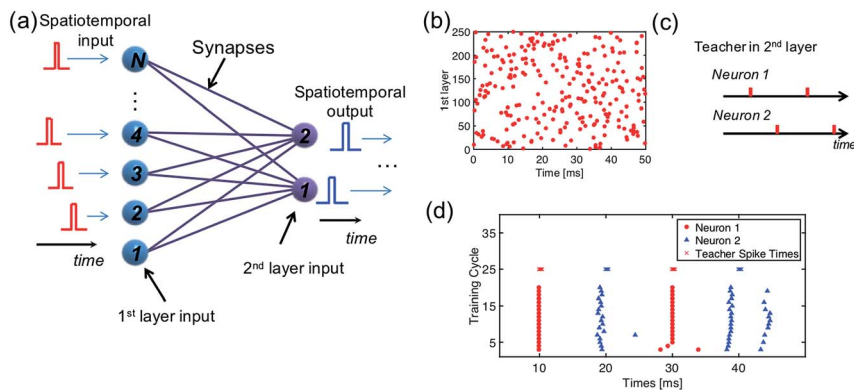 (a)
Spatiotemporal
input
Synapses
N
4
3
2
1
Spatiotemporal
output
2
1
...
time
time
2nd layer input
1st layer input
(b)
1st layer
250
200
150
100
50
0
0 10 20 30 40 50
Time [ms]
(c)
Teacher in 2nd layer
Neuron 1
Neuron 2
time
(d)
Training Cycle
35
25
15
5
10 20 30 40
Times [ms]
Neuron 1
Neuron 2
Teacher Spike Times